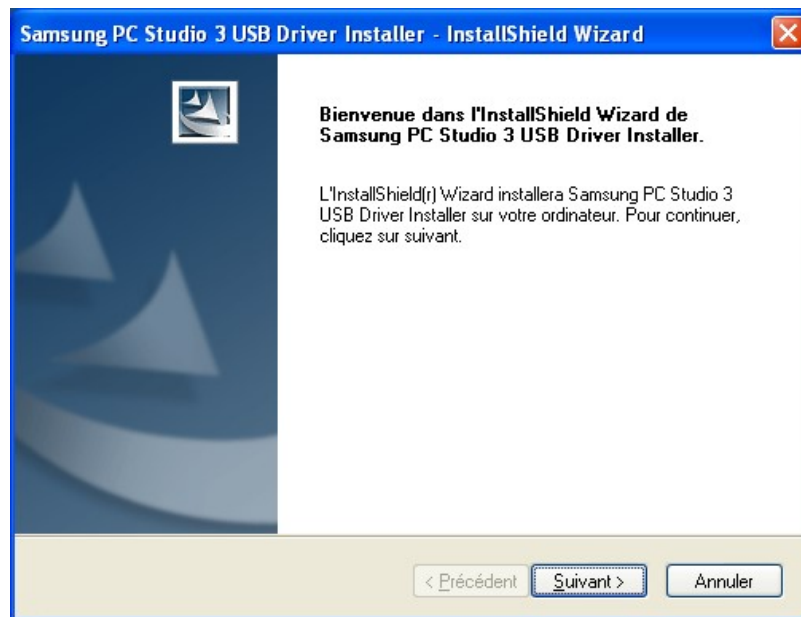 Samsung PC Studio 3 USB Driver Installer - InstallShield Wizard
Bienvenue dans l'InstallShield Wizard de
Samsung PC Studio 3 USB Driver Installer.
L'InstallShield(r) Wizard installera Samsung PC Studio 3
USB Driver Installer sur votre ordinateur. Pour continuer,
cliquez sur suivant.
< Précédent Suivant > Annuler